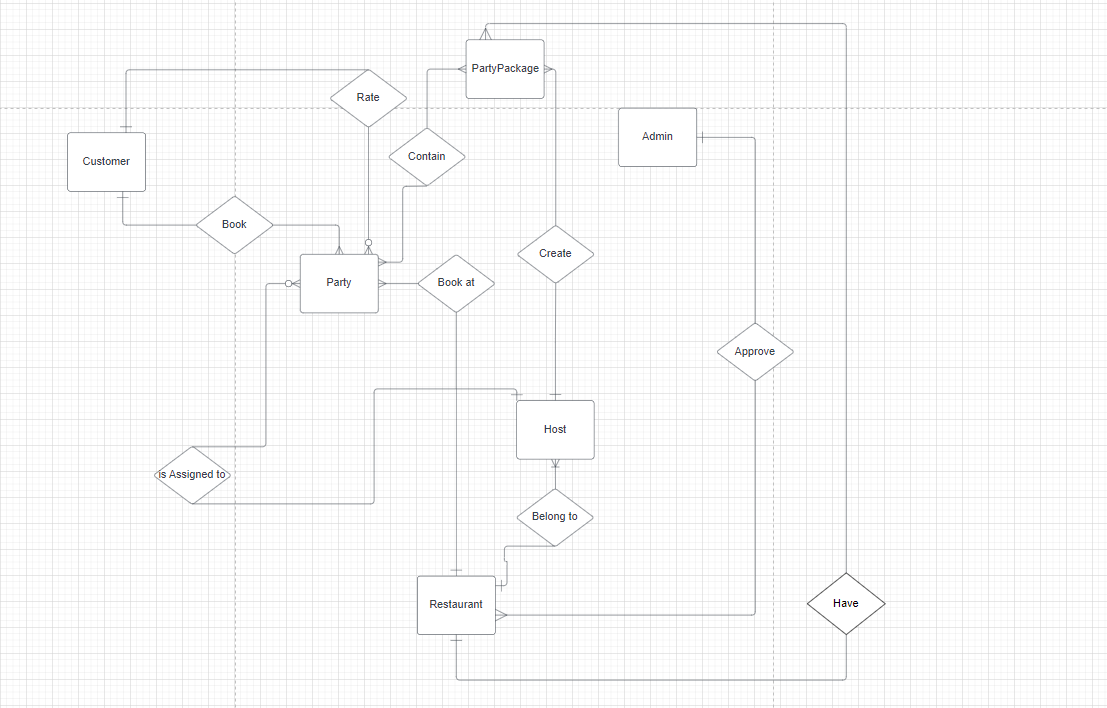 PartyPackage
Rate
Admin
Contain
Customer
Book
Create
Party
Book at
Approve
Host
is Assigned to
Belong to
Restaurant
Have